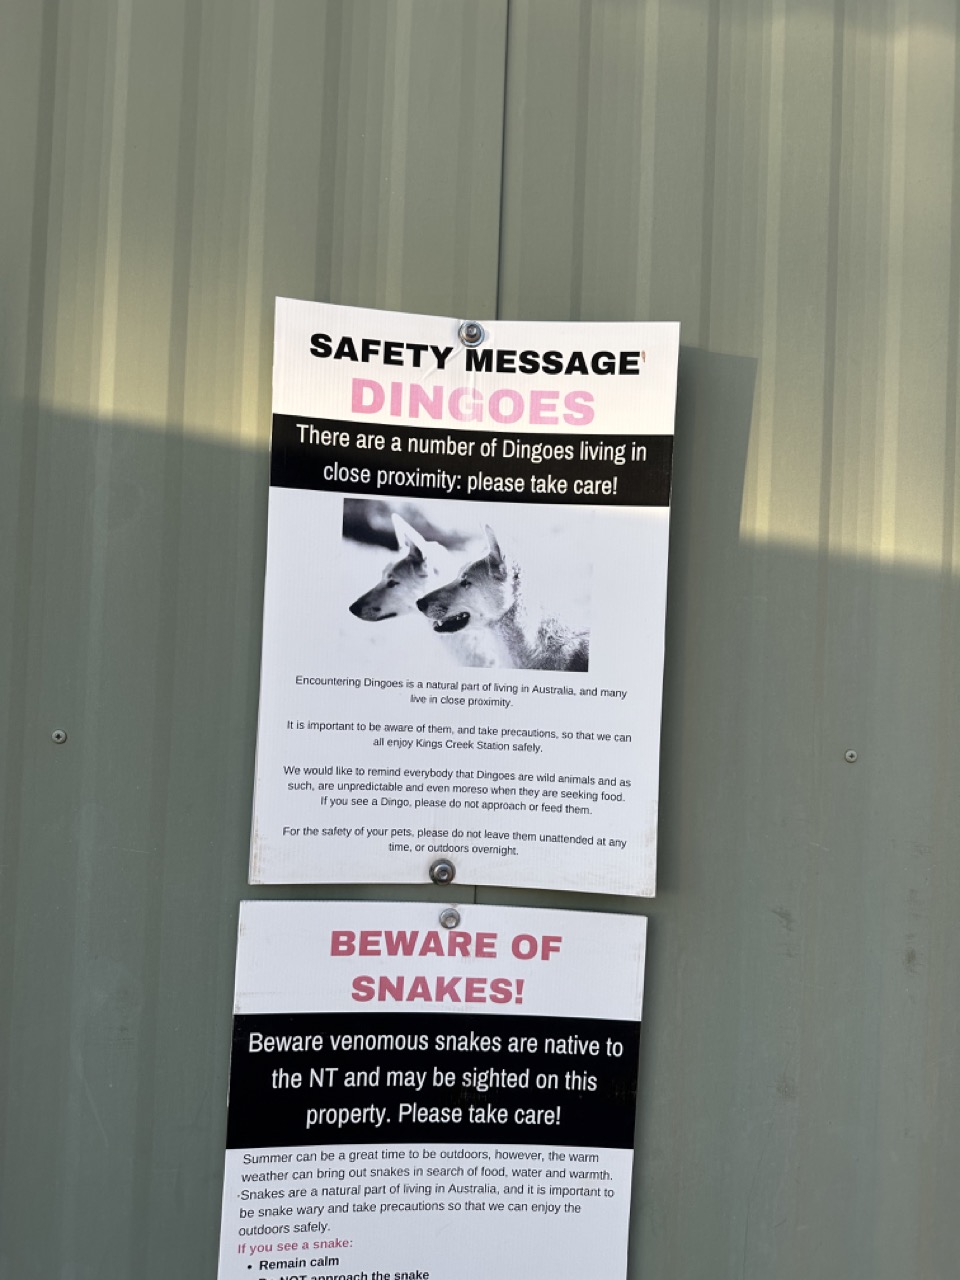 SAFETY MESSAGE
DINGOES
There are a number of Dingoes living in
close proximity: please take care!
Encountering Dingoes is a natural part of living in Australia, and many
live in close proximity.
It is important to be aware of them, and take precautions, so that we can
all enjoy Kings Creek Station safely.
We would like to remind everybody that Dingoes are wild animals and as
such, are unpredictable and even moreso when they are seeking food.
If you see a Dingo, please do not approach or feed them.
For the safety of your pets, please do not leave them unattended at any
time, or outdoors overnight.
BEWARE OF
SNAKES!
Beware venomous snakes are native to
the NT and may be sighted on this
property. Please take care!
Summer can be a great time to be outdoors, however, the warm
weather can bring out snakes in search of food, water and warmth.
·Snakes are a natural part of living in Australia, and it is important to
be snake wary and take precautions so that we can enjoy the
outdoors safely.
If you see a snake:
• Remain calm
NOT approach the snake